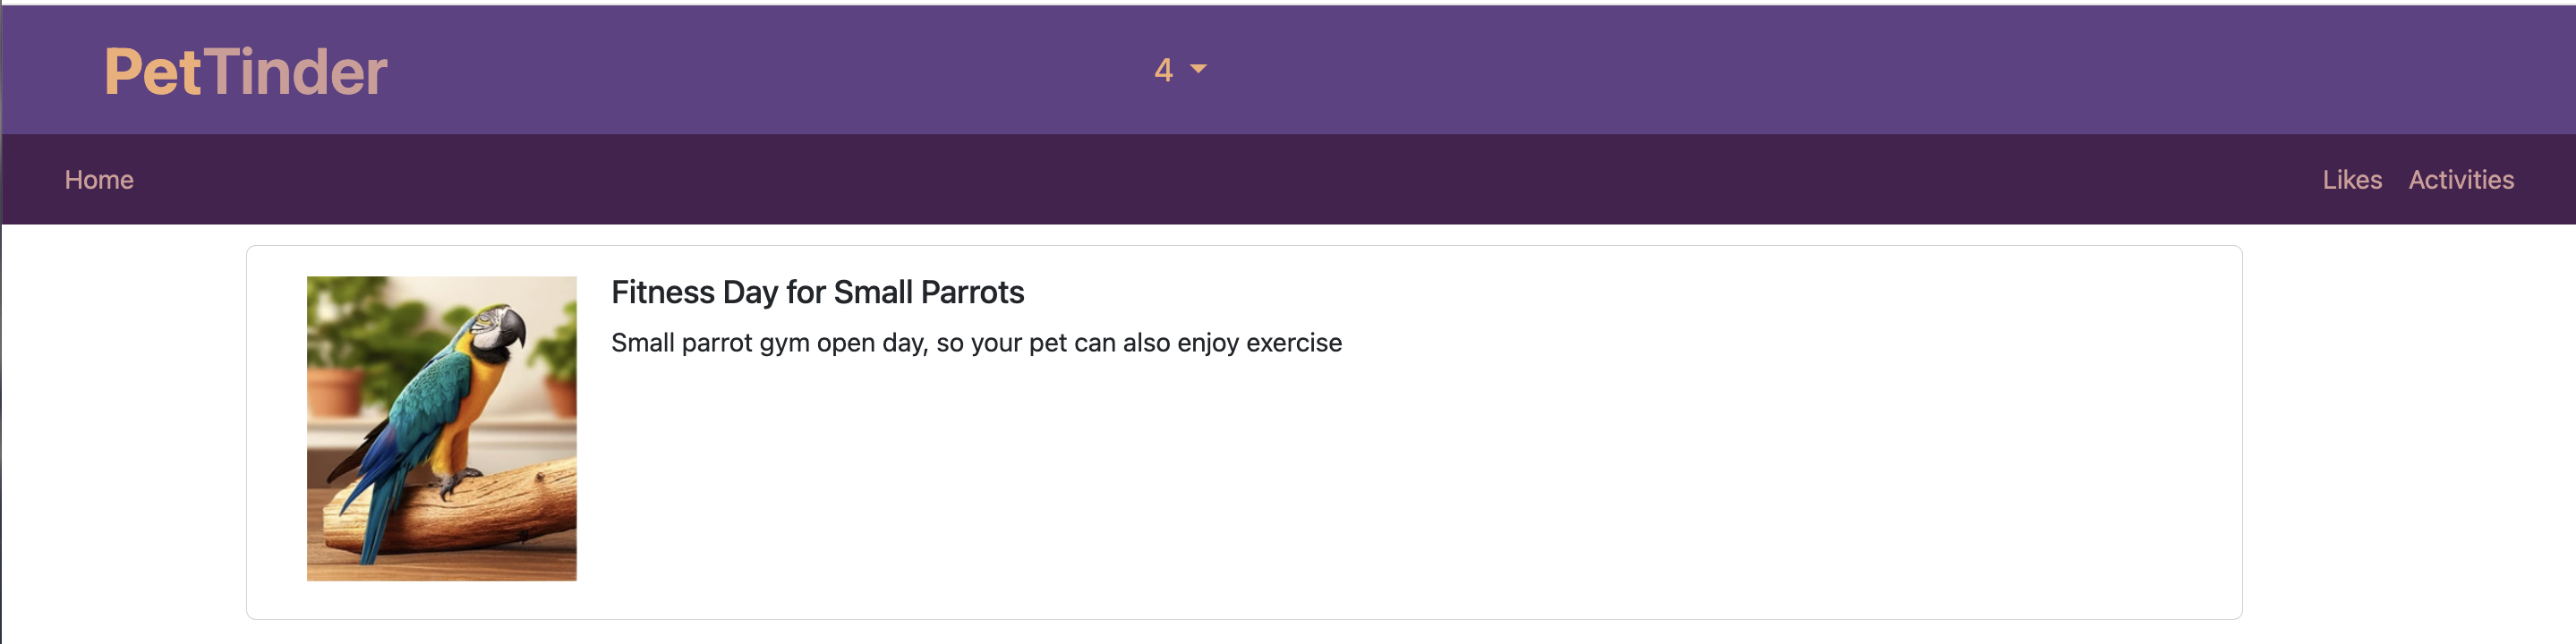 PetTinder
4
Home
Likes Activities
Fitness Day for Small Parrots
Small parrot gym open day, so your pet can also enjoy exercise